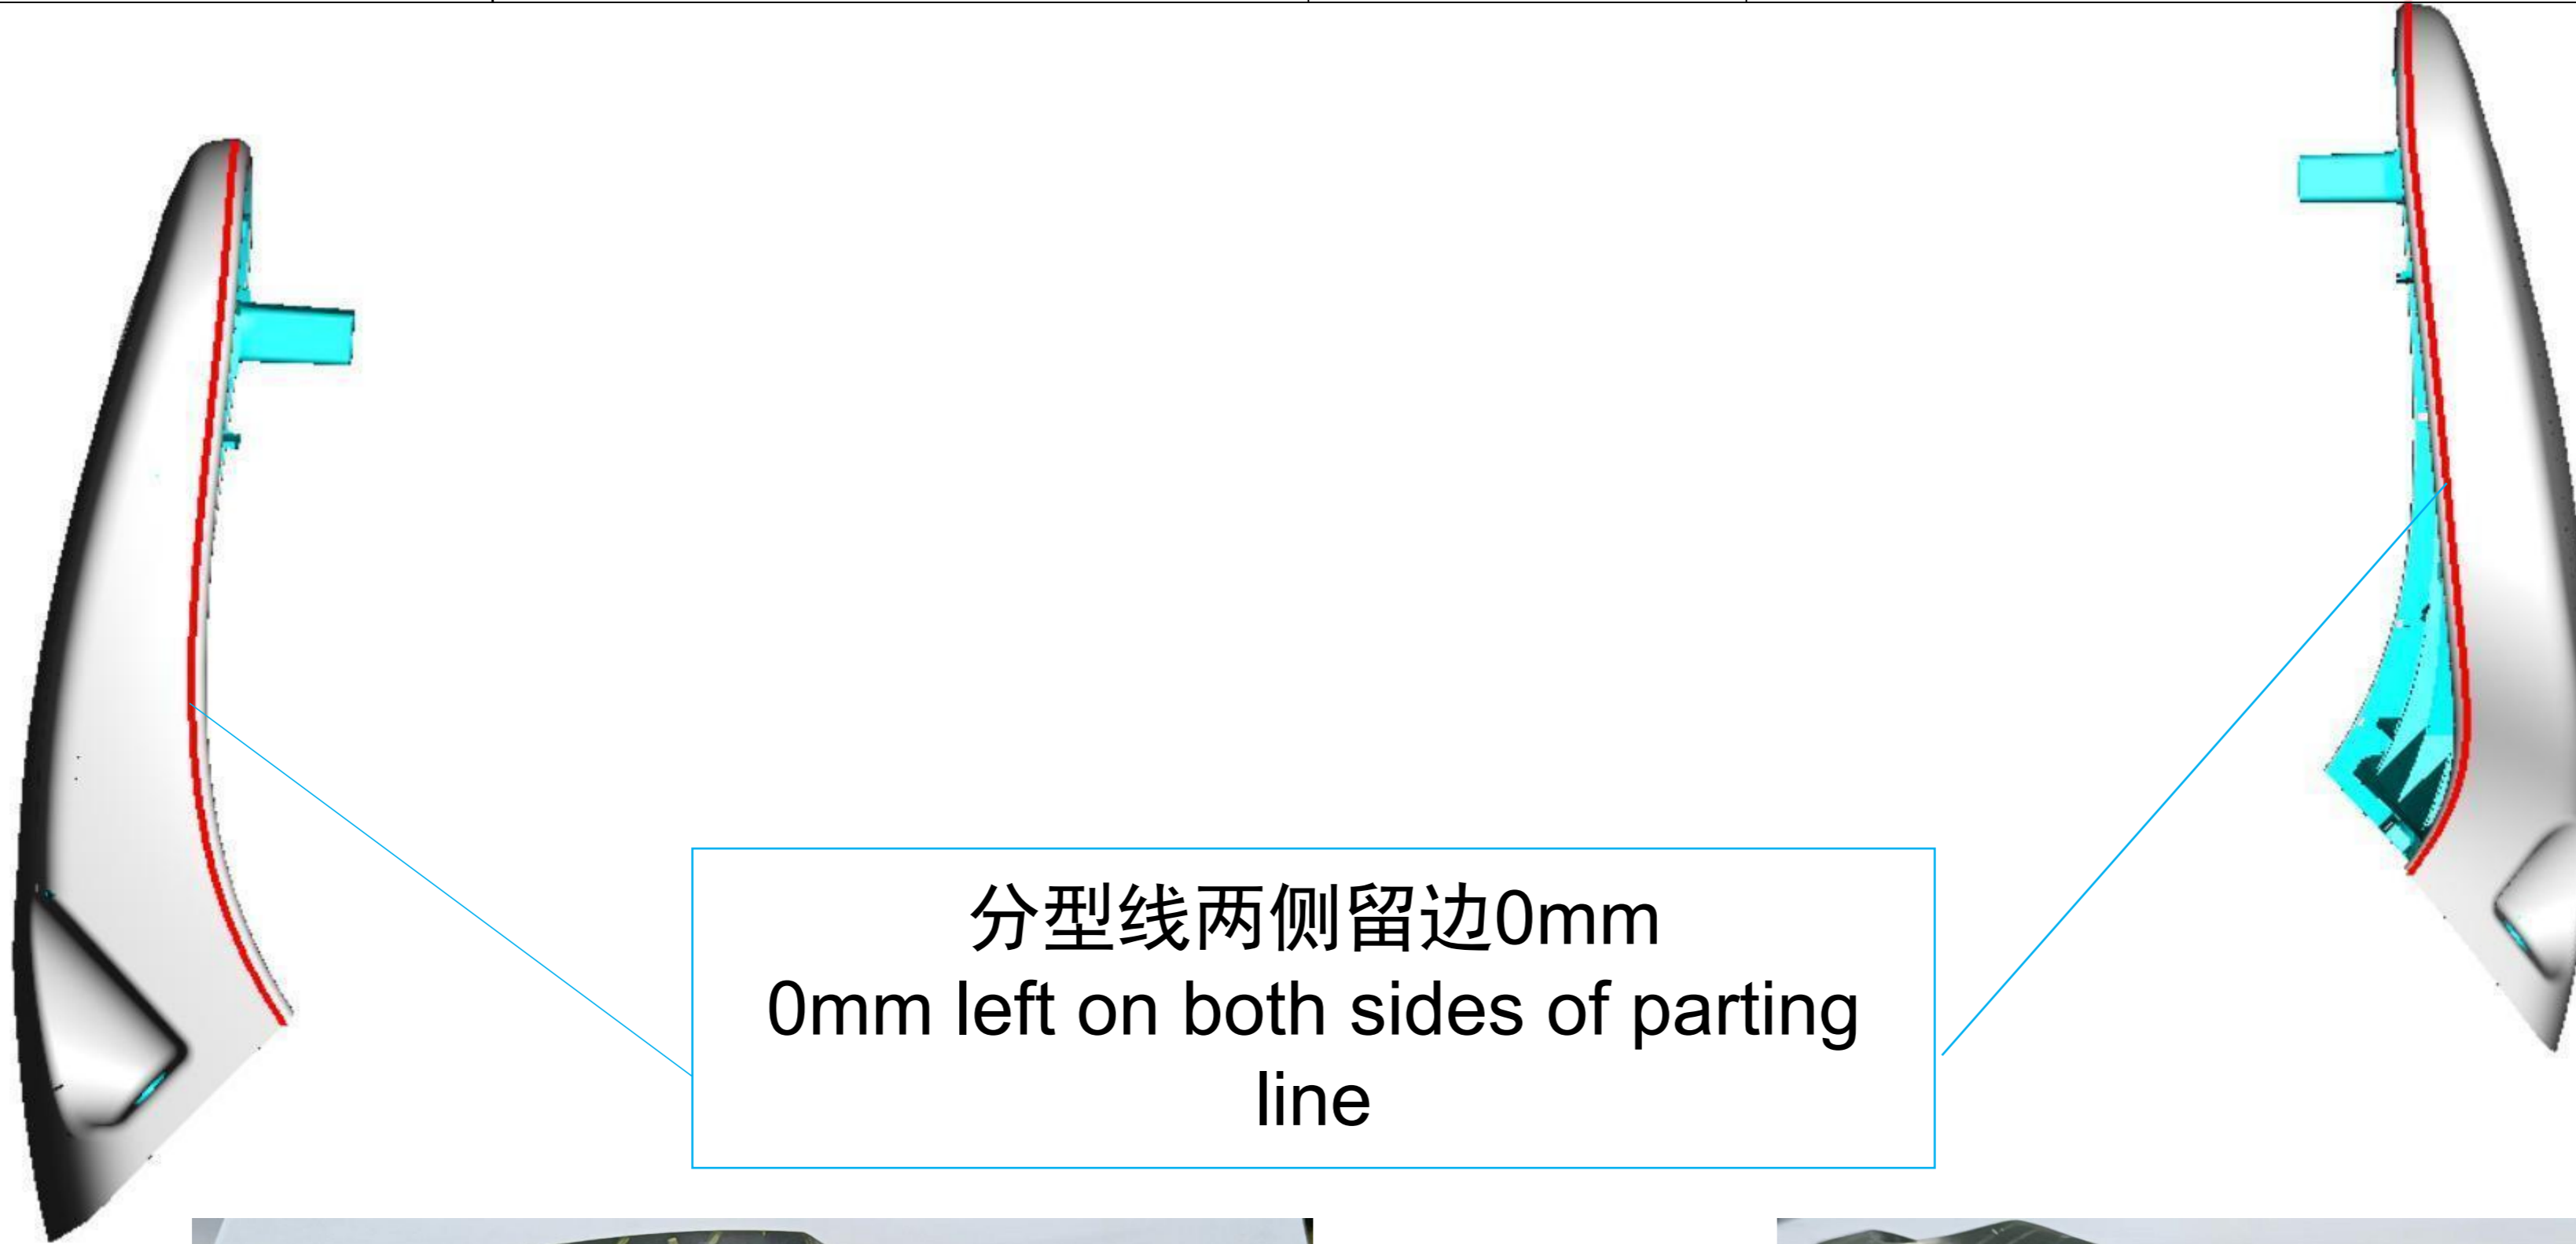 分型线两侧留边0mm
0mm left on both sides of parting
line